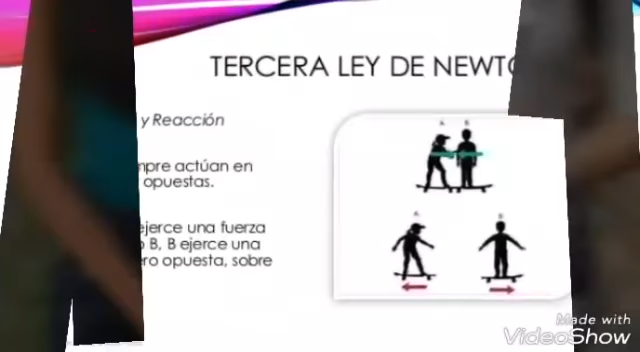 TERCERA LEY DE NEWTO
y Reacción
mpre actúan en
opuestas.
ejerce una fuerza
B, B ejerce una
ro opuesta, sobre
A
B
Made with
VideoShow